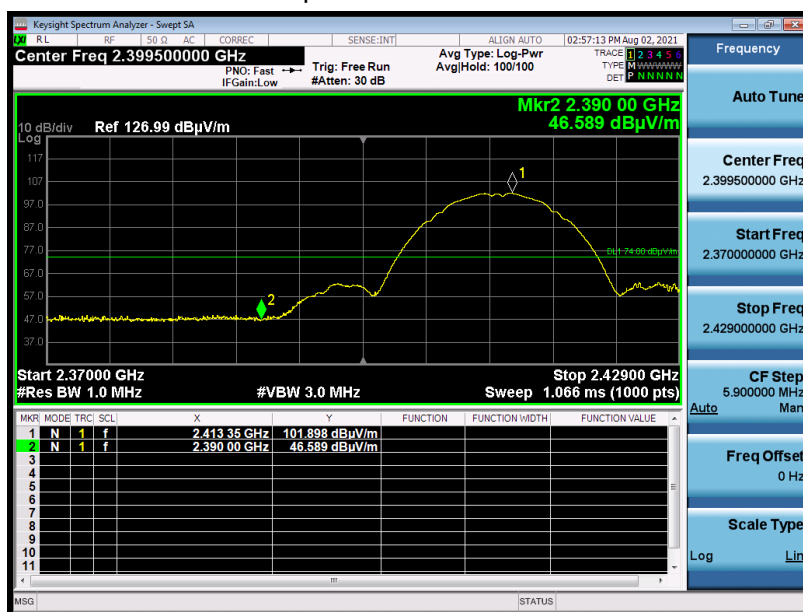 Keysight Spectrum Analyzer - Swept SA
LXI RL RF 50 Ω AC CORREC SENSE:INT ALIGN AUTO 02:57:13 PM Aug 02, 2021
Center Freq 2.399500000 GHz
PNO: Fast
IFGain:Low
Trig: Free Run
#Atten: 30 dB
Avg Type: Log-Pwr
Avg|Hold: 100/100
TRACE 1 2 3 4 5 6
TYPE M WWWWW
DET P N N N N N
Mkr2 2.390 00 GHz
46.589 dBµV/m
10 dB/div Ref 126.99 dBµV/m
Log
117
107
97.0
87.0
77.0
67.0
57.0
47.0
37.0
1
2
DL1 74.00 dBµV/m
Start 2.37000 GHz Stop 2.42900 GHz
#Res BW 1.0 MHz #VBW 3.0 MHz Sweep 1.066 ms (1000 pts)
MKR MODE TRC SCL X Y FUNCTION FUNCTION WIDTH FUNCTION VALUE
1 N 1 f 2.413 35 GHz 101.898 dBµV/m
2 N 1 f 2.390 00 GHz 46.589 dBµV/m
3
4
5
6
7
8
9
10
11
MSG STATUS
Frequency
Auto Tune
Center Freq
2.399500000 GHz
Start Freq
2.370000000 GHz
Stop Freq
2.429000000 GHz
CF Step
5.900000 MHz
Auto Man
Freq Offset
0 Hz
Scale Type
Log Lin